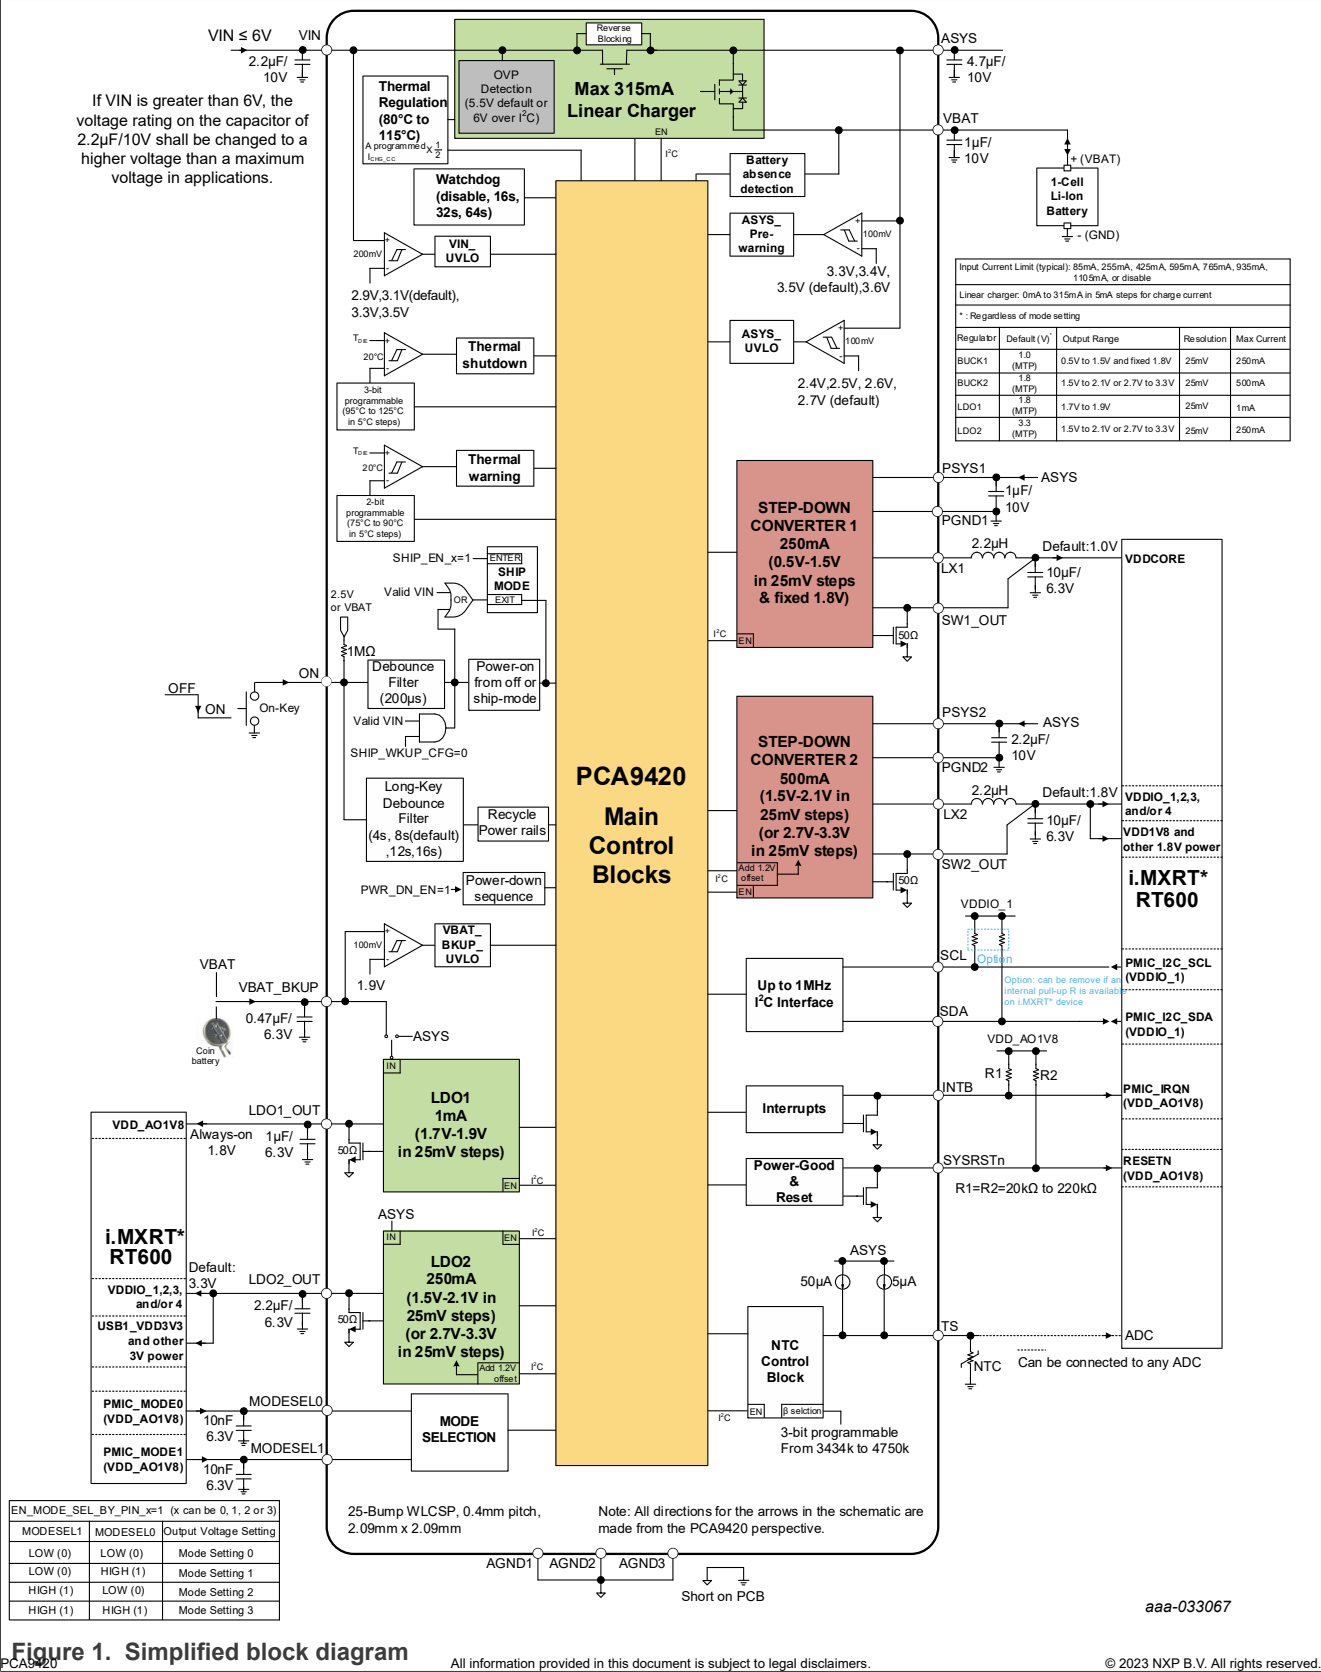 VIN ≤ 6V
VIN
2.2µF/
10V
If VIN is greater than 6V, the
voltage rating on the capacitor of
2.2µF/10V shall be changed to a
higher voltage than a maximum
voltage in applications.
Reverse
Blocking
OVP
Detection
(5.5V default or
6V over I²C)
Max 315mA
Linear Charger
EN
I²C
Thermal
Regulation
(80°C to
115°C)
A programmed
ICHG_CC
X 1/2
ASYS
4.7µF/
10V
VBAT
1µF/
10V
+ (VBAT)
1-Cell
Li-Ion
Battery
- (GND)
Battery
absence
detection
Watchdog
(disable, 16s,
32s, 64s)
ASYS_
Pre-
warning
+
-
100mV
3.3V,3.4V,
3.5V (default),3.6V
+
-
200mV
VIN_
UVLO
2.9V,3.1V(default),
3.3V,3.5V
ASYS_
UVLO
+
-
100mV
2.4V,2.5V, 2.6V,
2.7V (default)
Input Current Limit (typical): 85mA, 255mA, 425mA, 595mA, 765mA, 935mA,
1105mA, or disable
Linear charger: 0mA to 315mA in 5mA steps for charge current
* : Regardless of mode setting
Regulator Default (V)* Output Range Resolution Max Current
BUCK1 1.0 (MTP) 0.5V to 1.5V and fixed 1.8V 25mV 250mA
BUCK2 1.8 (MTP) 1.5V to 2.1V or 2.7V to 3.3V 25mV 500mA
LDO1 1.8 (MTP) 1.7V to 1.9V 25mV 1mA
LDO2 3.3 (MTP) 1.5V to 2.1V or 2.7V to 3.3V 25mV 250mA
TDIE
+
-
20°C
Thermal
shutdown
3-bit
programmable
(95°C to 125°C
in 5°C steps)
TDIE
+
-
20°C
Thermal
warning
2-bit
programmable
(75°C to 90°C
in 5°C steps)
STEP-DOWN
CONVERTER 1
250mA
(0.5V-1.5V
in 25mV steps
& fixed 1.8V)
I²C
EN
PSYS1
ASYS
1µF/
10V
PGND1
2.2µH
LX1
Default:1.0V
10µF/
6.3V
SW1_OUT
50Ω
VDDCORE
SHIP_EN_x=1
ENTER
SHIP
MODE
EXIT
Valid VIN
OR
2.5V
or VBAT
1MΩ
ON
OFF
ON
On-Key
Debounce
Filter
(200µs)
Power-on
from off or
ship-mode
Valid VIN
SHIP_WKUP_CFG=0
Long-Key
Debounce
Filter
(4s, 8s(default)
,12s,16s)
Recycle
Power rails
PWR_DN_EN=1
Power-down
sequence
PCA9420
Main
Control
Blocks
STEP-DOWN
CONVERTER 2
500mA
(1.5V-2.1V in
25mV steps)
(or 2.7V-3.3V
in 25mV steps)
Add 1.2V
offset
I²C
EN
PSYS2
ASYS
2.2µF/
10V
PGND2
2.2µH
LX2
Default:1.8V
10µF/
6.3V
SW2_OUT
50Ω
VDDIO_1,2,3,
and/or 4
VDD1V8 and
other 1.8V power
i.MXRT*
RT600
+
-
100mV
VBAT_
BKUP_
UVLO
1.9V
VBAT
VBAT_BKUP
0.47µF/
6.3V
Coin
battery
ASYS
IN
LDO1
1mA
(1.7V-1.9V
in 25mV steps)
EN
I²C
VDD_AO1V8
LDO1_OUT
Always-on
1.8V
1µF/
6.3V
50Ω
VDDIO_1
Option
SCL
Option: can be remove if an
internal pull-up R is available
on i.MXRT* device
Up to 1MHz
I²C Interface
SDA
PMIC_I2C_SCL
(VDDIO_1)
PMIC_I2C_SDA
(VDDIO_1)
VDD_AO1V8
R1
R2
Interrupts
INTB
PMIC_IRQN
(VDD_AO1V8)
Power-Good
&
Reset
SYSRSTn
RESETN
(VDD_AO1V8)
R1=R2=20kΩ to 220kΩ
i.MXRT*
RT600
ASYS
IN
EN
I²C
LDO2
250mA
(1.5V-2.1V in
25mV steps)
(or 2.7V-3.3V
in 25mV steps)
Add 1.2V
offset
I²C
Default:
3.3V
LDO2_OUT
2.2µF/
6.3V
50Ω
VDDIO_1,2,3,
and/or 4
USB1_VDD3V3
and other
3V power
ASYS
50µA
5µA
NTC
Control
Block
I²C
EN
β selction
3-bit programmable
From 3434k to 4750k
TS
NTC
ADC
Can be connected to any ADC
PMIC_MODE0
(VDD_AO1V8)
MODESEL0
10nF
6.3V
MODE
SELECTION
PMIC_MODE1
(VDD_AO1V8)
MODESEL1
10nF
6.3V
EN_MODE_SEL_BY_PIN_x=1 (x can be 0, 1, 2 or 3)
MODESEL1 MODESEL0 Output Voltage Setting
LOW (0) LOW (0) Mode Setting 0
LOW (0) HIGH (1) Mode Setting 1
HIGH (1) LOW (0) Mode Setting 2
HIGH (1) HIGH (1) Mode Setting 3
25-Bump WLCSP, 0.4mm pitch,
2.09mm x 2.09mm
Note: All directions for the arrows in the schematic are
made from the PCA9420 perspective.
AGND1 AGND2 AGND3
Short on PCB
aaa-033067
Figure 1. Simplified block diagram
PCA9420
All information provided in this document is subject to legal disclaimers.
© 2023 NXP B.V. All rights reserved.